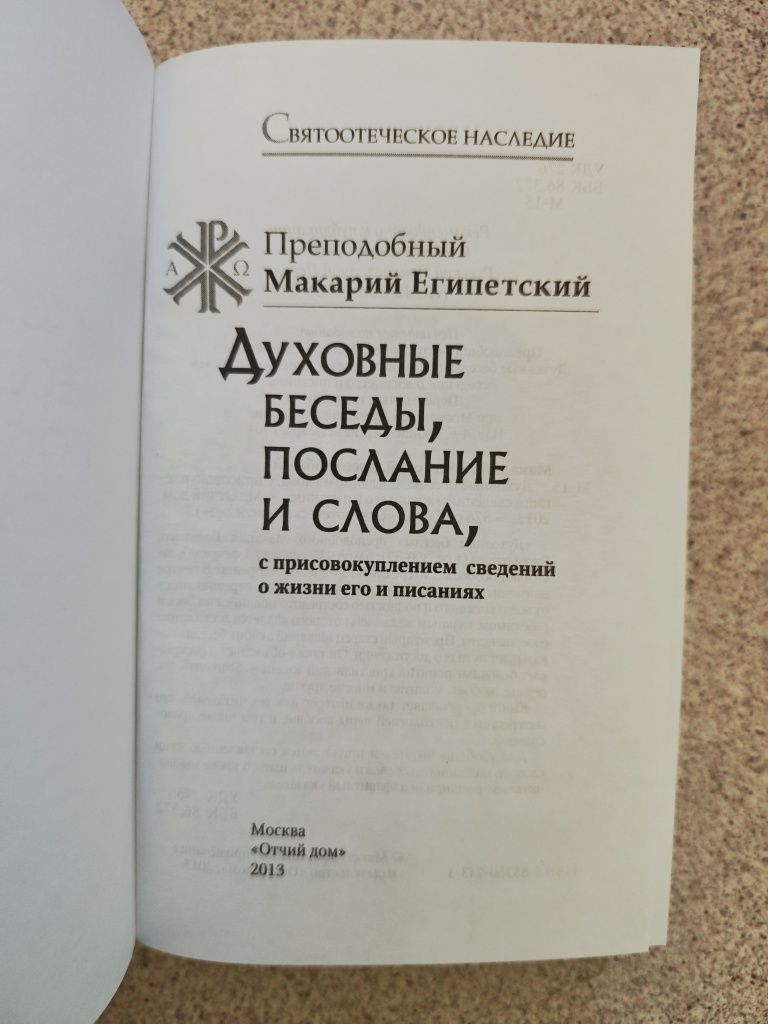 Святоотеческое наследие
Преподобный
Α Ω
Макарий Египетский
Духовные
беседы,
послание
и слова,
с присовокуплением сведений
о жизни его и писаниях
Москва
«Отчий дом»
2013